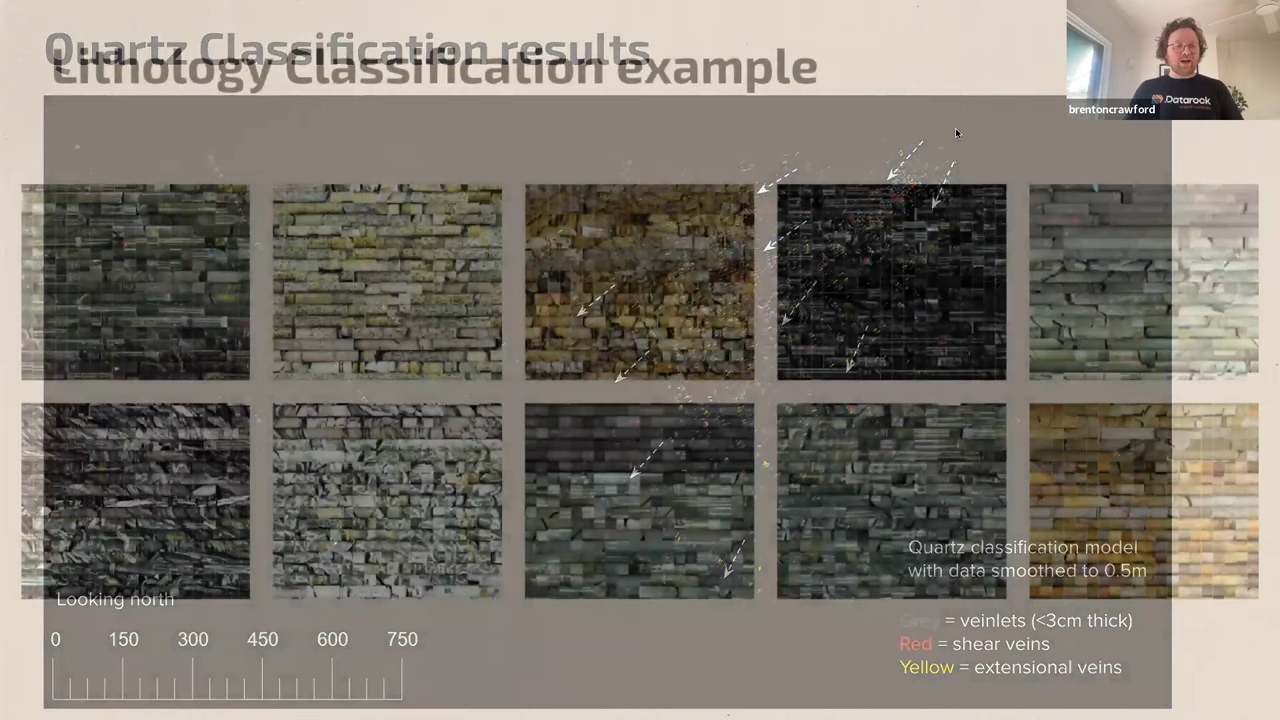 Quartz Classification results
Lithology Classification example
Datarock
brentoncrawford
Quartz classification model
with data smoothed to 0.5m
Looking north
0 150 300 450 600 750
Grey = veinlets (<3cm thick)
Red = shear veins
Yellow = extensional veins